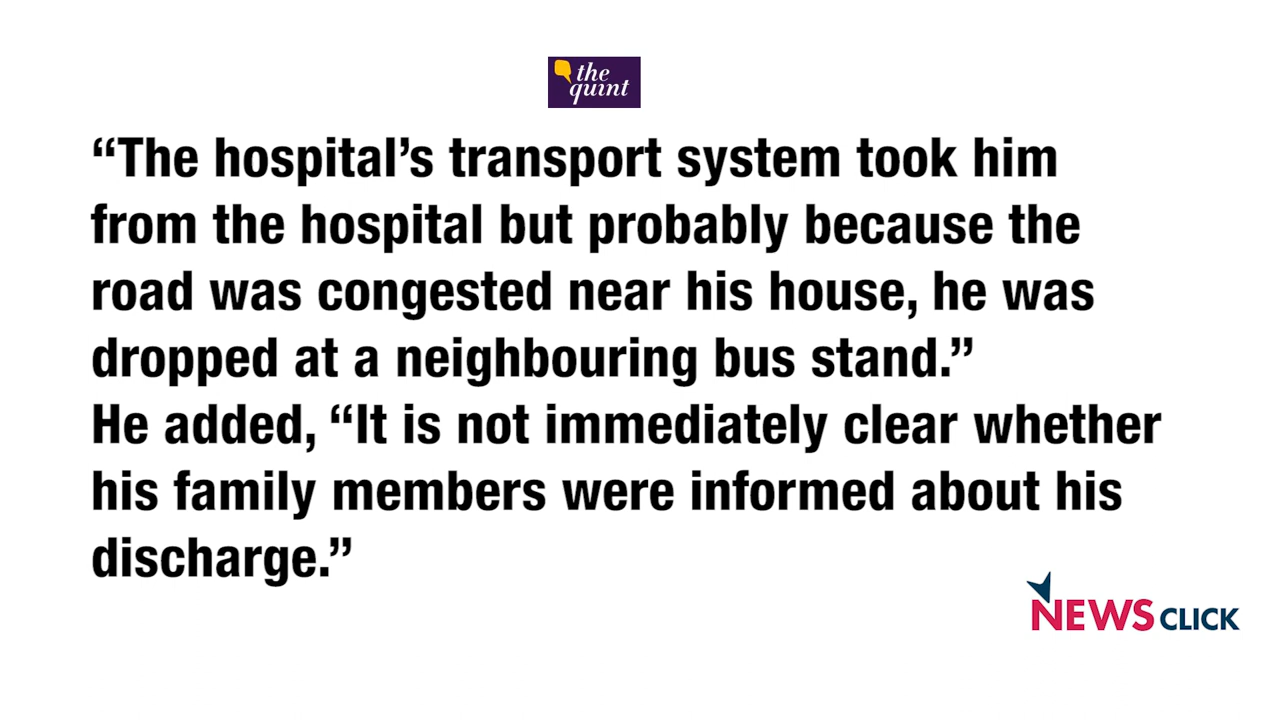 the
quint
“The hospital’s transport system took him
from the hospital but probably because the
road was congested near his house, he was
dropped at a neighbouring bus stand.”
He added, “It is not immediately clear whether
his family members were informed about his
discharge.”
NEWS CLICK